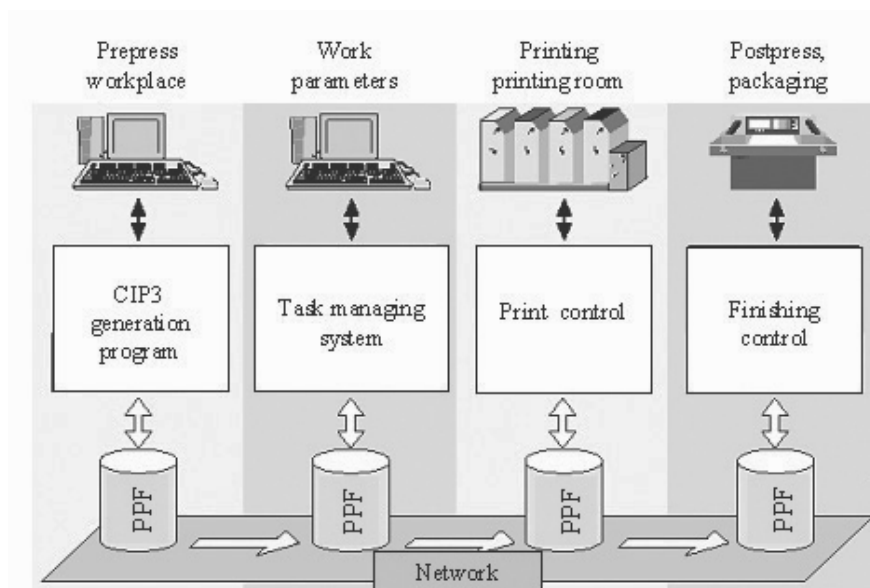 Prepress
workplace
Work
parameters
Printing
printing room
Postpress,
packaging
CIP3
generation
program
Task managing
system
Print control
Finishing
control
PPF
PPF
PPF
PPF
Network